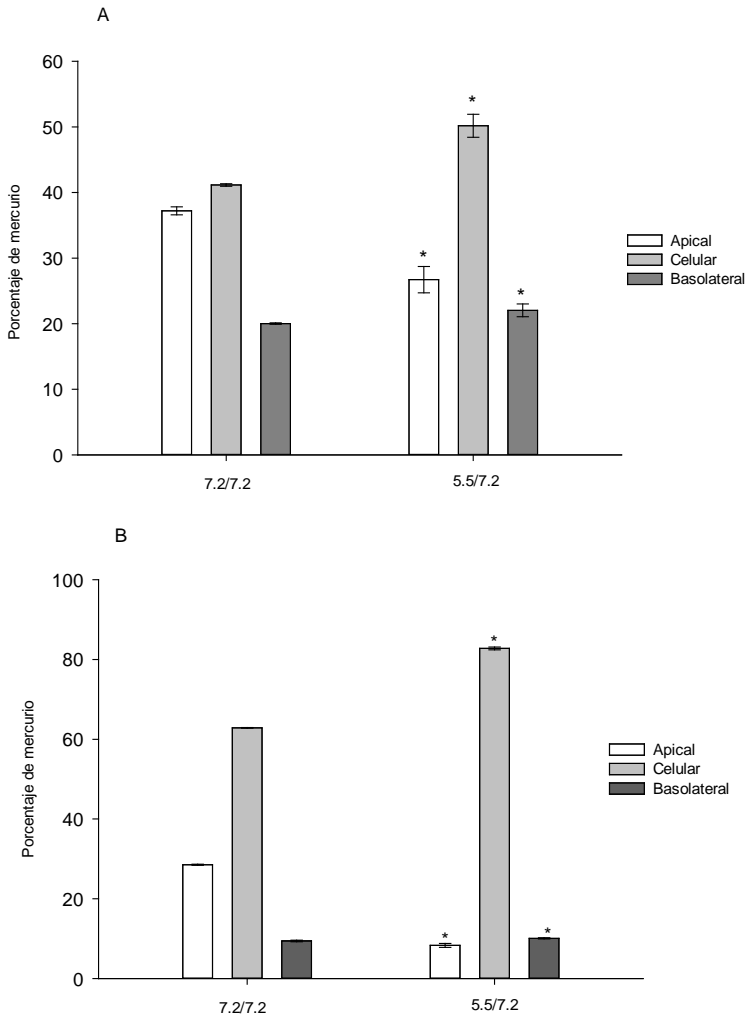 A
60
50
40
30
20
10
0
Porcentaje de mercurio
*
*
*
Apical
Celular
Basolateral
7.2/7.2
5.5/7.2
B
100
80
60
40
20
0
Porcentaje de mercurio
*
*
*
Apical
Celular
Basolateral
7.2/7.2
5.5/7.2